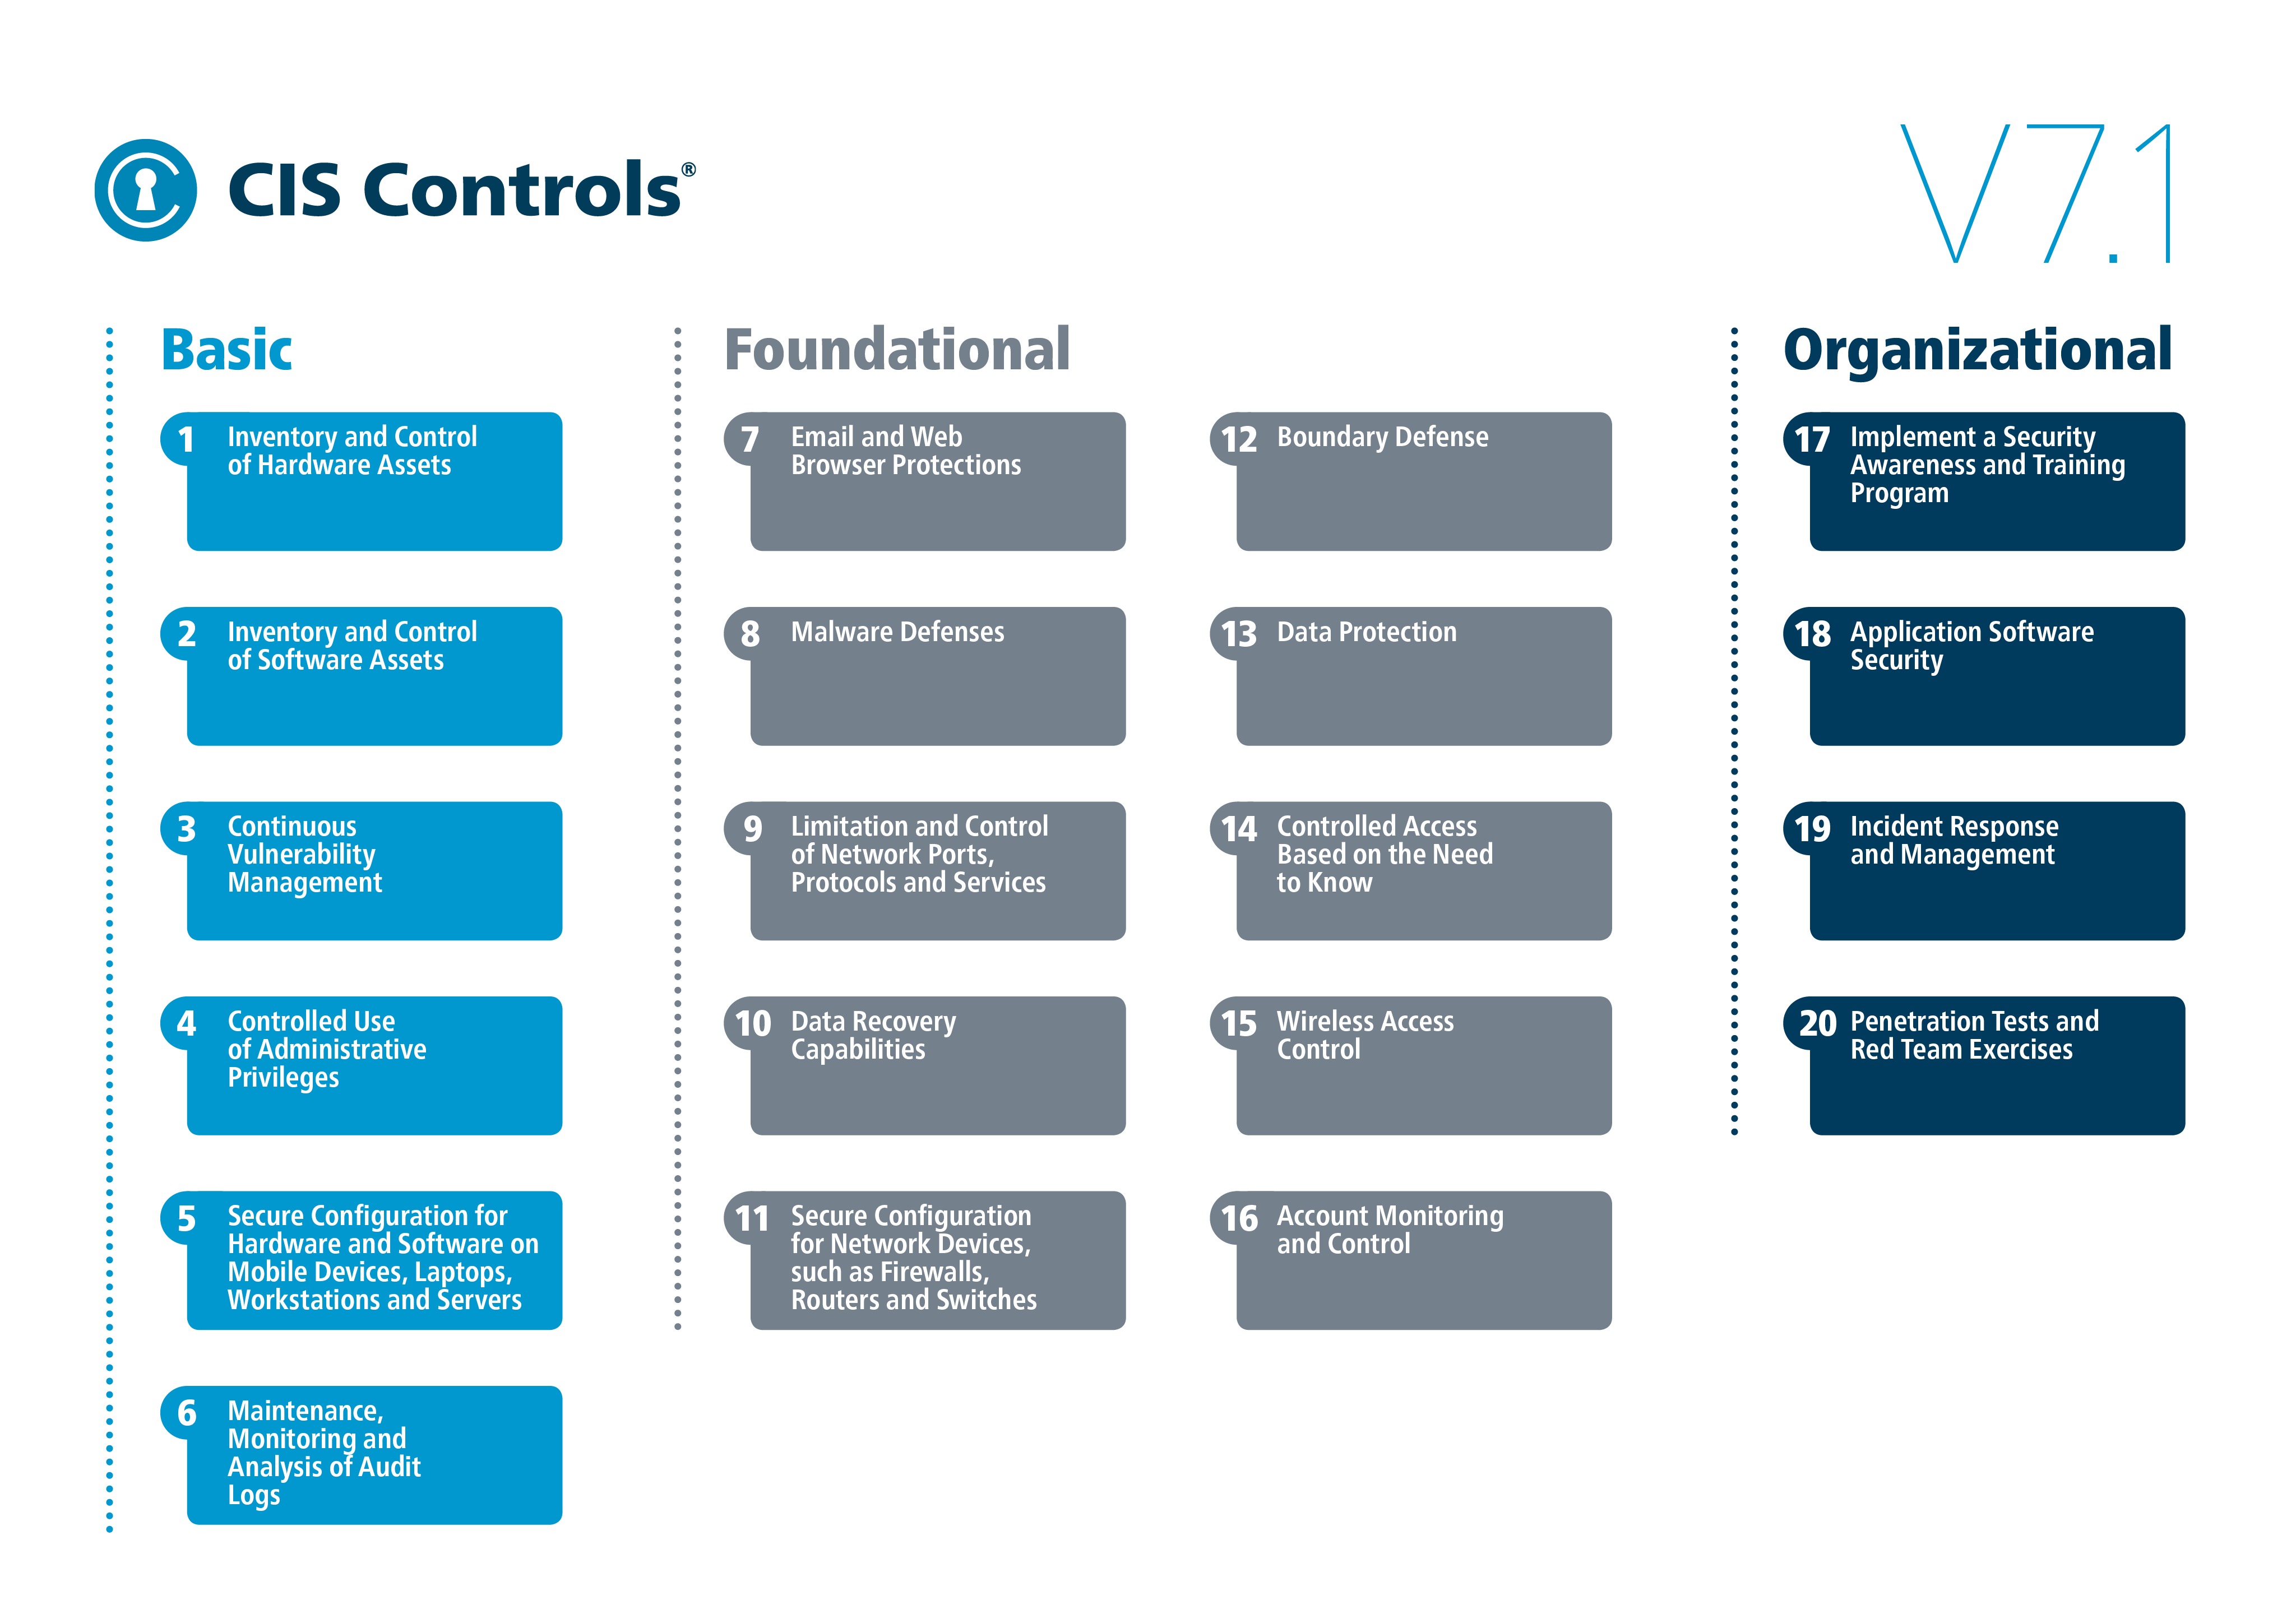 CIS Controls®
V7.1
Basic
1 Inventory and Control
of Hardware Assets
2 Inventory and Control
of Software Assets
3 Continuous
Vulnerability
Management
4 Controlled Use
of Administrative
Privileges
5 Secure Configuration for
Hardware and Software on
Mobile Devices, Laptops,
Workstations and Servers
6 Maintenance,
Monitoring and
Analysis of Audit
Logs
Foundational
7 Email and Web
Browser Protections
8 Malware Defenses
9 Limitation and Control
of Network Ports,
Protocols and Services
10 Data Recovery
Capabilities
11 Secure Configuration
for Network Devices,
such as Firewalls,
Routers and Switches
12 Boundary Defense
13 Data Protection
14 Controlled Access
Based on the Need
to Know
15 Wireless Access
Control
16 Account Monitoring
and Control
Organizational
17 Implement a Security
Awareness and Training
Program
18 Application Software
Security
19 Incident Response
and Management
20 Penetration Tests and
Red Team Exercises